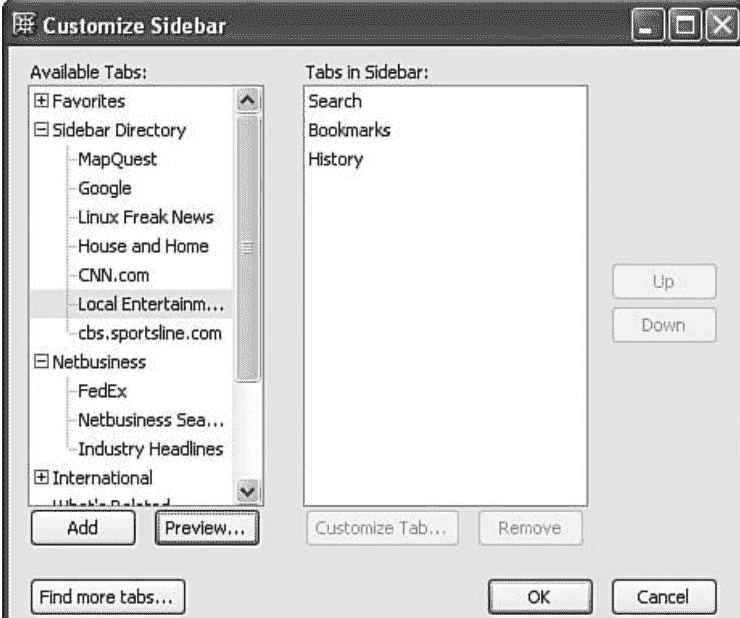 Customize Sidebar
Available Tabs:
Favorites
Sidebar Directory
MapQuest
Google
Linux Freak News
House and Home
CNN.com
Local Entertainm...
cbs.sportsline.com
Netbusiness
FedEx
Netbusiness Sea...
Industry Headlines
International
What's Related
Add
Preview...
Tabs in Sidebar:
Search
Bookmarks
History
Customize Tab...
Remove
Up
Down
Find more tabs...
OK
Cancel